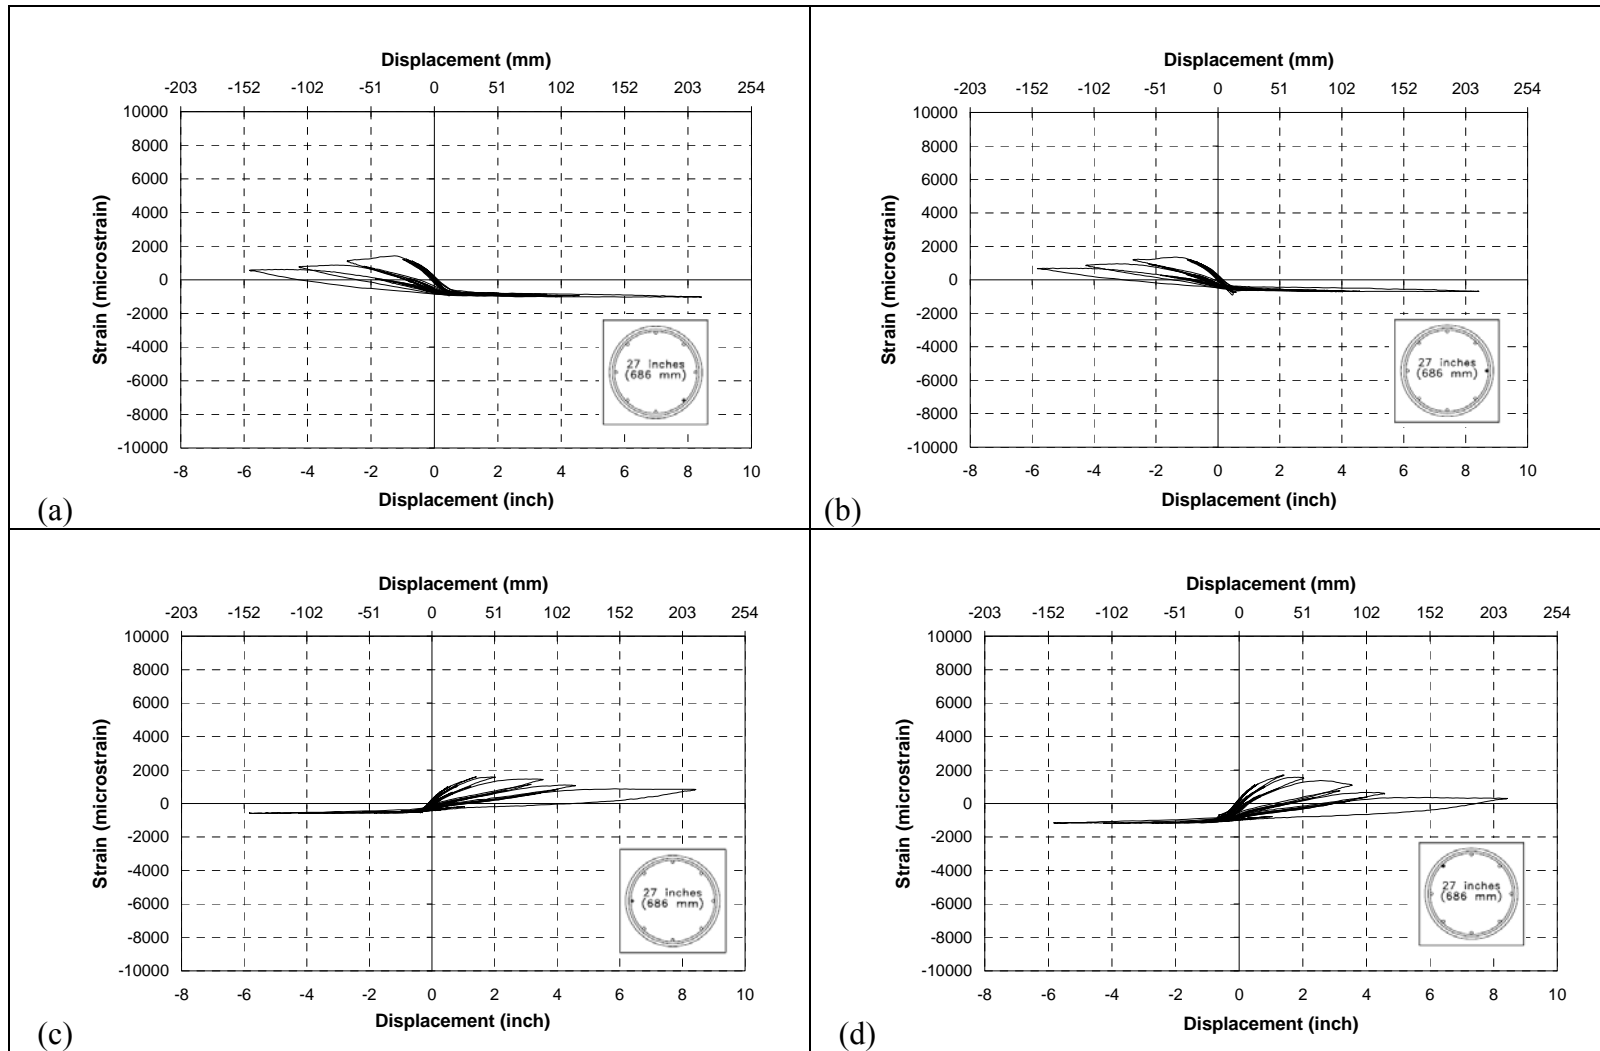 Displacement (mm)
-203 -152 -102 -51 0 51 102 152 203 254
10000
8000
6000
4000
2000
0
-2000
-4000
-6000
-8000
-10000
Strain (microstrain)
27 inches
(686 mm)
-8 -6 -4 -2 0 2 4 6 8 10
Displacement (inch)
(a)
Displacement (mm)
-203 -152 -102 -51 0 51 102 152 203 254
10000
8000
6000
4000
2000
0
-2000
-4000
-6000
-8000
-10000
Strain (microstrain)
27 inches
(686 mm)
-8 -6 -4 -2 0 2 4 6 8 10
Displacement (inch)
(b)
Displacement (mm)
-203 -152 -102 -51 0 51 102 152 203 254
10000
8000
6000
4000
2000
0
-2000
-4000
-6000
-8000
-10000
Strain (microstrain)
27 inches
(686 mm)
-8 -6 -4 -2 0 2 4 6 8 10
Displacement (inch)
(c)
Displacement (mm)
-203 -152 -102 -51 0 51 102 152 203 254
10000
8000
6000
4000
2000
0
-2000
-4000
-6000
-8000
-10000
Strain (microstrain)
27 inches
(686 mm)
-8 -6 -4 -2 0 2 4 6 8 10
Displacement (inch)
(d)